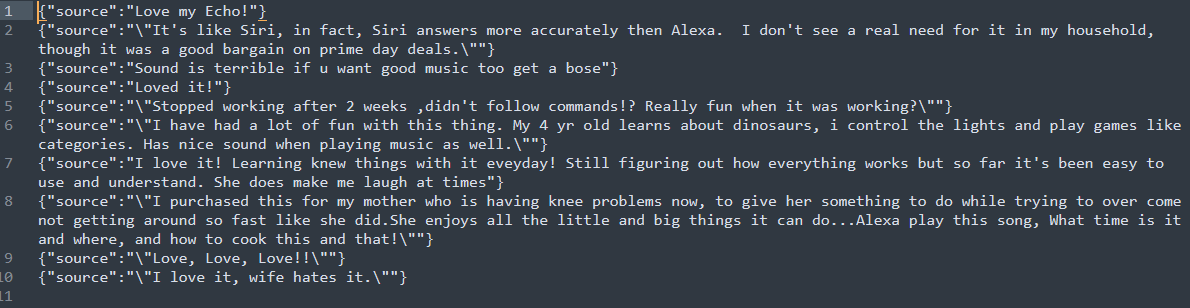 1 {"source":"Love my Echo!"}
2 {"source":"\"It's like Siri, in fact, Siri answers more accurately then Alexa.  I don't see a real need for it in my household,
though it was a good bargain on prime day deals.\""}
3 {"source":"Sound is terrible if u want good music too get a bose"}
4 {"source":"Loved it!"}
5 {"source":"\"Stopped working after 2 weeks ,didn't follow commands!? Really fun when it was working?\""}
6 {"source":"\"I have had a lot of fun with this thing. My 4 yr old learns about dinosaurs, i control the lights and play games like
categories. Has nice sound when playing music as well.\""}
7 {"source":"I love it! Learning knew things with it eveyday! Still figuring out how everything works but so far it's been easy to
use and understand. She does make me laugh at times"}
8 {"source":"\"I purchased this for my mother who is having knee problems now, to give her something to do while trying to over come
not getting around so fast like she did.She enjoys all the little and big things it can do...Alexa play this song, What time is it
and where, and how to cook this and that!\""}
9 {"source":"\"Love, Love, Love!!\""}
10 {"source":"\"I love it, wife hates it.\""}
11